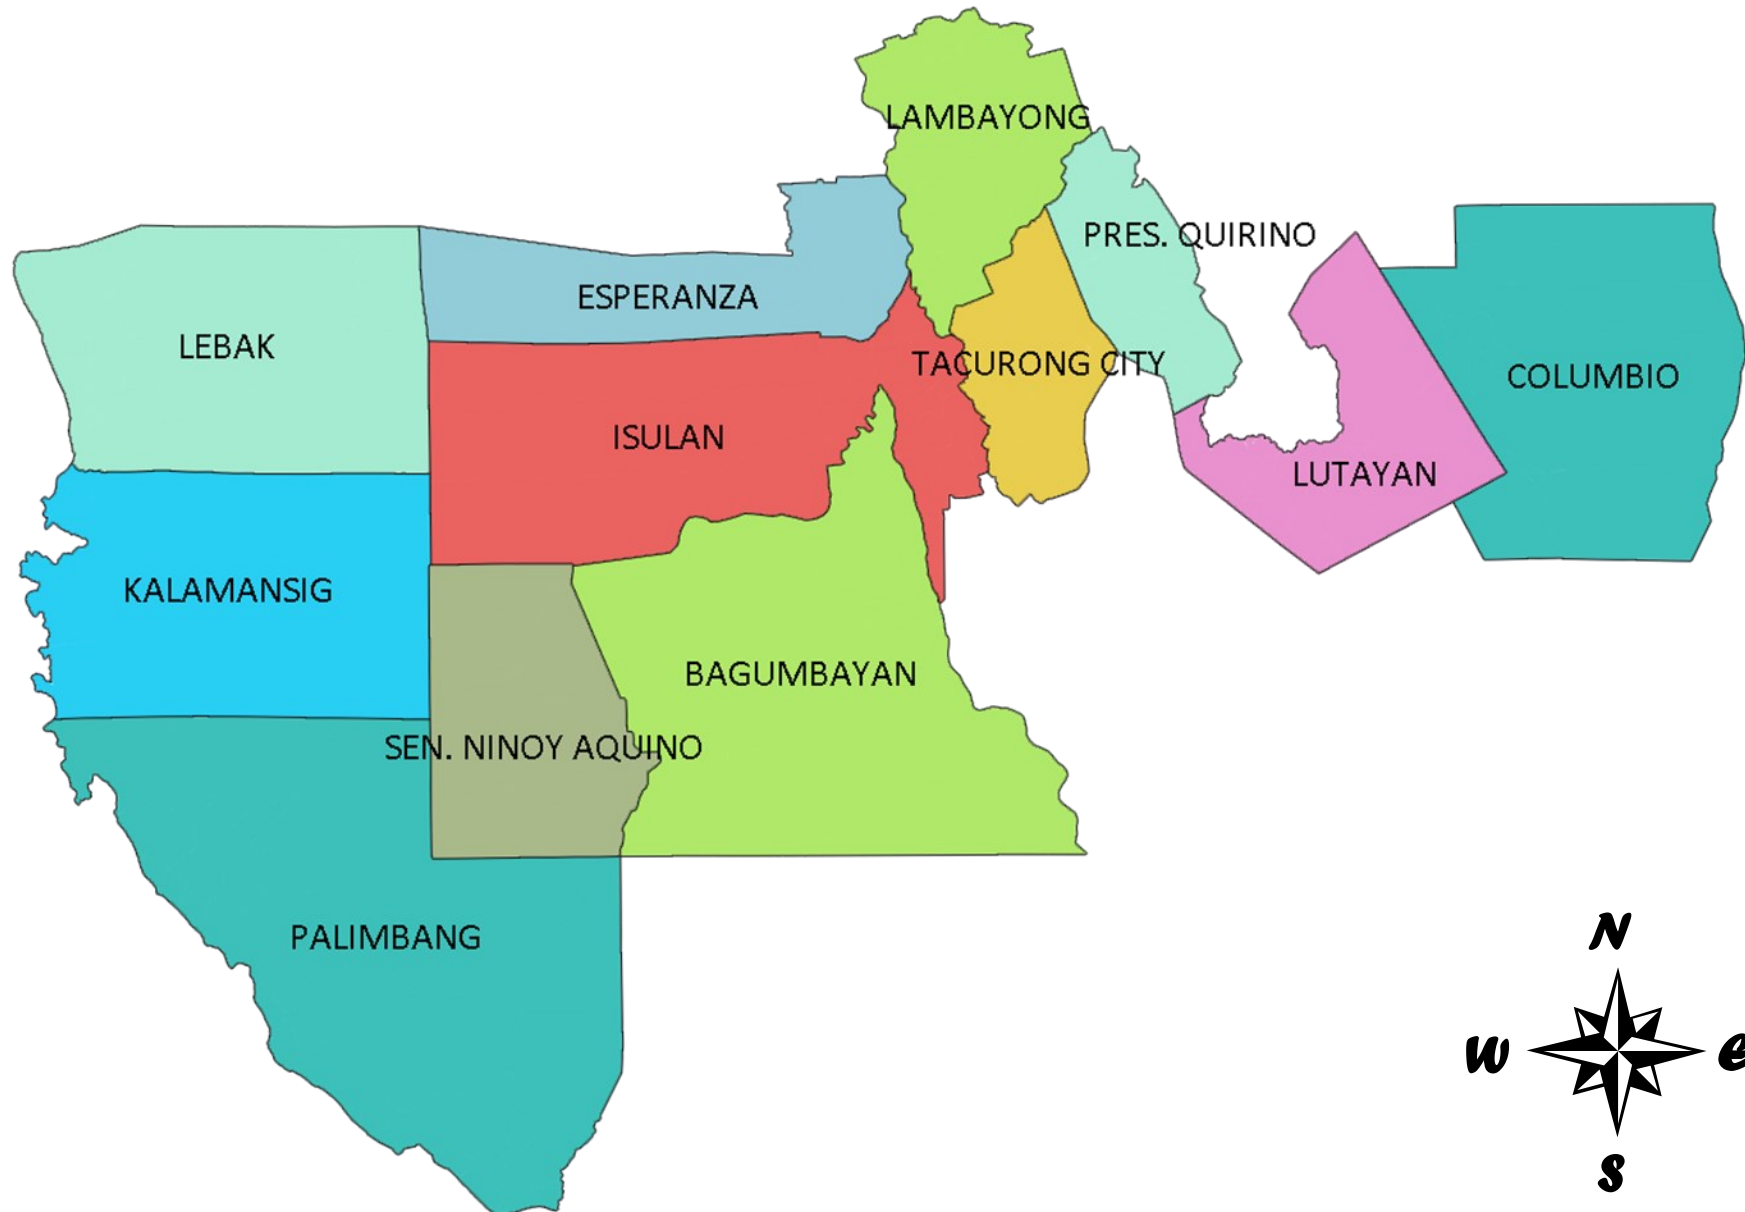 LAMBAYONG
PRES. QUIRINO
ESPERANZA
LEBAK
TACURONG CITY
COLUMBIO
ISULAN
LUTAYAN
KALAMANSIG
BAGUMBAYAN
SEN. NINOY AQUINO
PALIMBANG
N
W
e
S